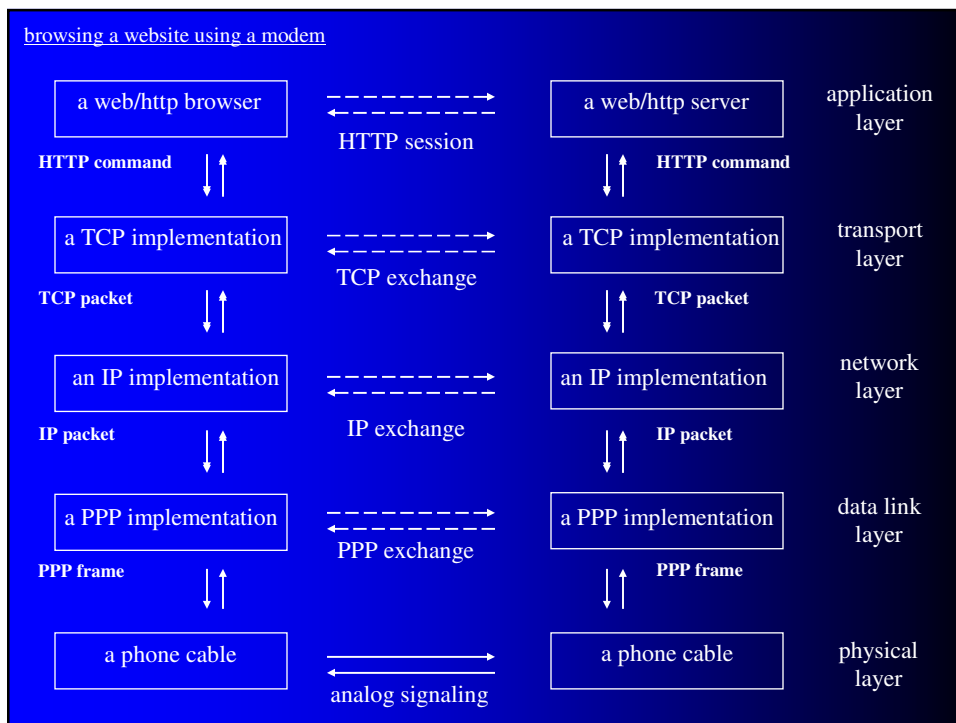 browsing a website using a modem
a web/http browser
a web/http server
application
layer
HTTP session
HTTP command
HTTP command
a TCP implementation
a TCP implementation
transport
layer
TCP exchange
TCP packet
TCP packet
an IP implementation
an IP implementation
network
layer
IP exchange
IP packet
IP packet
a PPP implementation
a PPP implementation
data link
layer
PPP exchange
PPP frame
PPP frame
a phone cable
a phone cable
physical
layer
analog signaling